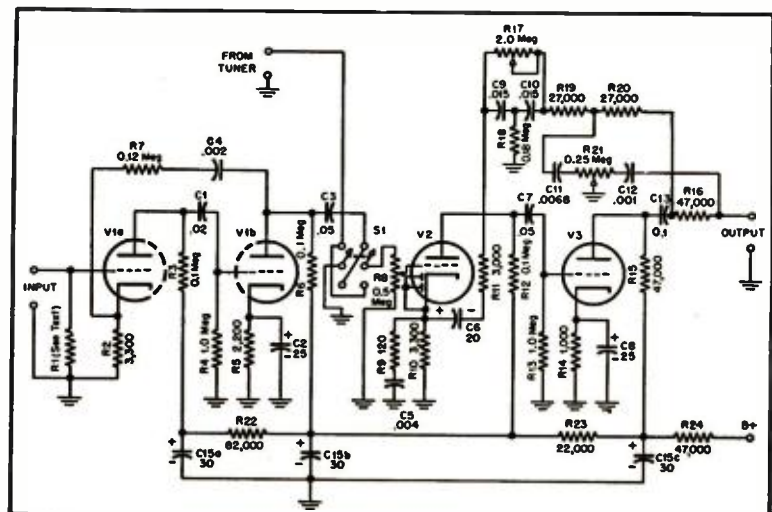 FROM
TUNER
R17
2.0 Meg
C9
.015
C10
.015
R19
27,000
R20
27,000
R18
0.18 Meg
R21
0.25 Meg
C11
.0068
C12
.001
C13
0.1
R16
47,000
OUTPUT
R7
0.12 Meg
C4
.002
C1
.02
V1a
V1b
R3
0.1 Meg
C3
.05
S1
R6
0.1 Meg
V2
C7
.05
V3
R8
0.5
Meg
R11 3,000
R12 0.1 Meg
R15
47,000
INPUT
R1 (See Text)
R2
3,300
R4 1.0 Meg
R5 2,200
C2
25
R9 120
R10 3,300
C6
20
R13 1.0 Meg
R14 1,000
C8
25
C5
.004
R22
82,000
R23
22,000
R24
47,000
B+
C15a
30
C15b
30
C15c
30